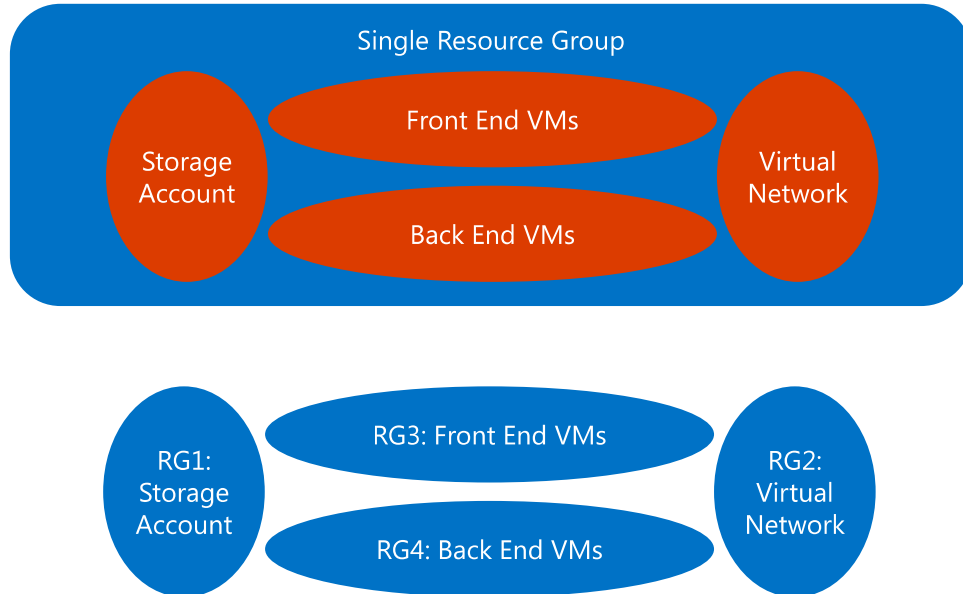 Single Resource Group
Front End VMs
Storage
Account
Virtual
Network
Back End VMs
RG3: Front End VMs
RG1:
Storage
Account
RG2:
Virtual
Network
RG4: Back End VMs